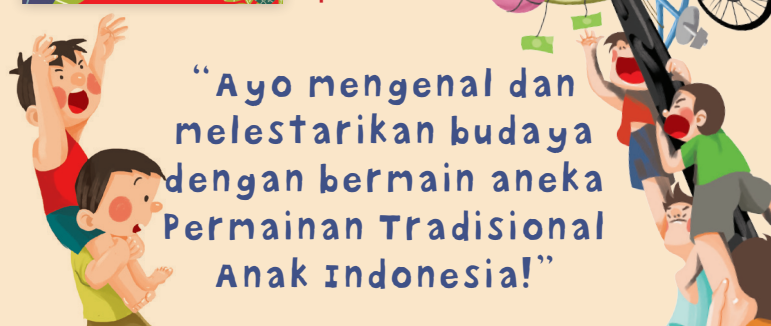 “Ayo mengenal dan
melestarikan budaya
dengan bermain aneka
Permainan Tradisional
Anak Indonesia!”